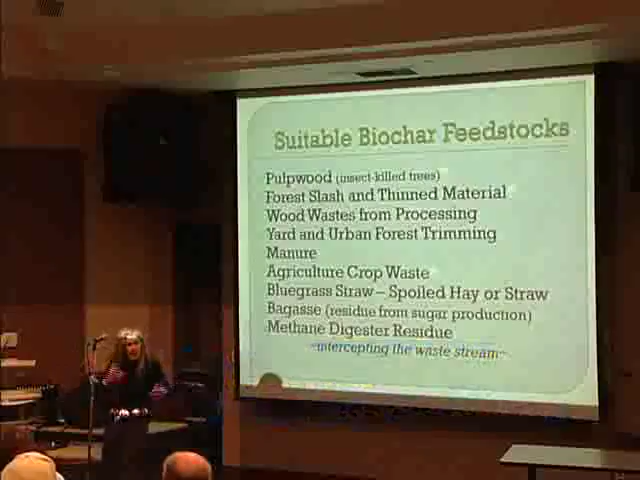 Suitable Biochar Feedstocks
Pulpwood (insect-killed trees)
Forest Slash and Thinned Material
Wood Wastes from Processing
Yard and Urban Forest Trimming
Manure
Agriculture Crop Waste
Bluegrass Straw – Spoiled Hay or Straw
Bagasse (residue from sugar production)
Methane Digester Residue
~intercepting the waste stream~